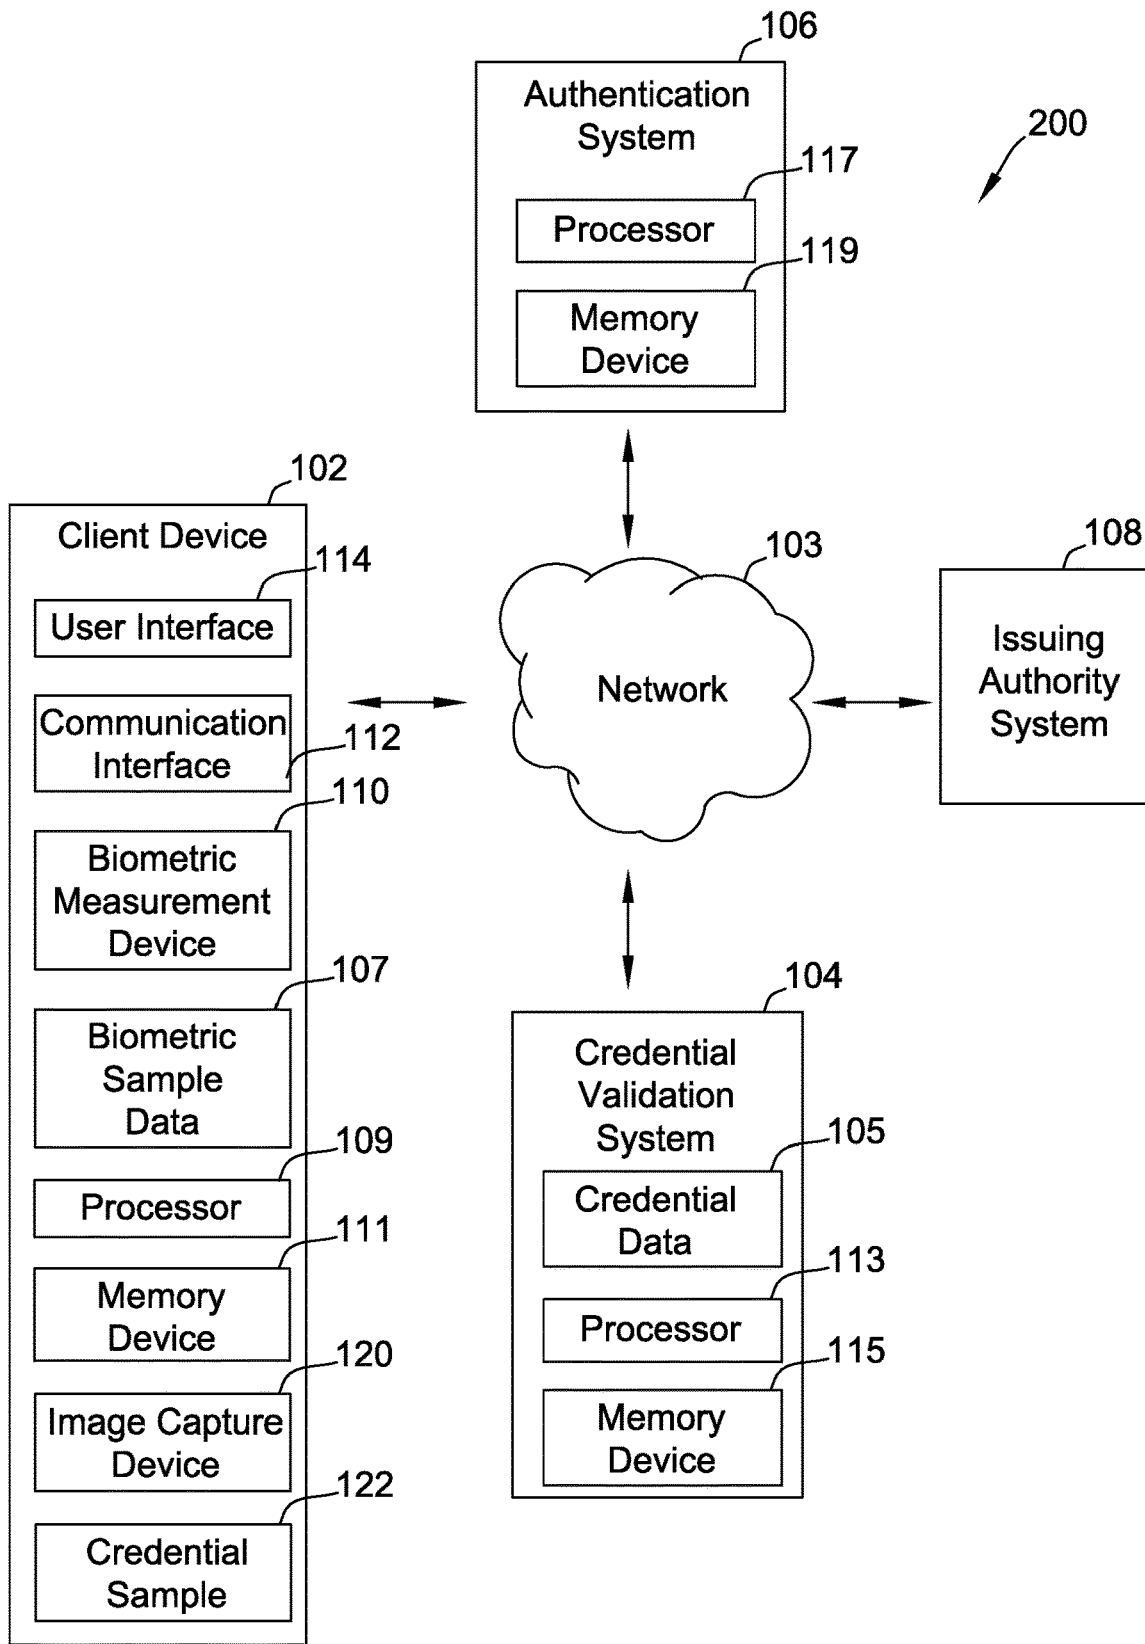 106
Authentication
System
200
117
Processor
119
Memory
Device
102
Client Device
114
User Interface
Communication
Interface
112
110
Biometric
Measurement
Device
107
Biometric
Sample
Data
109
Processor
111
Memory
Device
120
Image Capture
Device
122
Credential
Sample
103
Network
108
Issuing
Authority
System
104
Credential
Validation
System
105
Credential
Data
113
Processor
115
Memory
Device